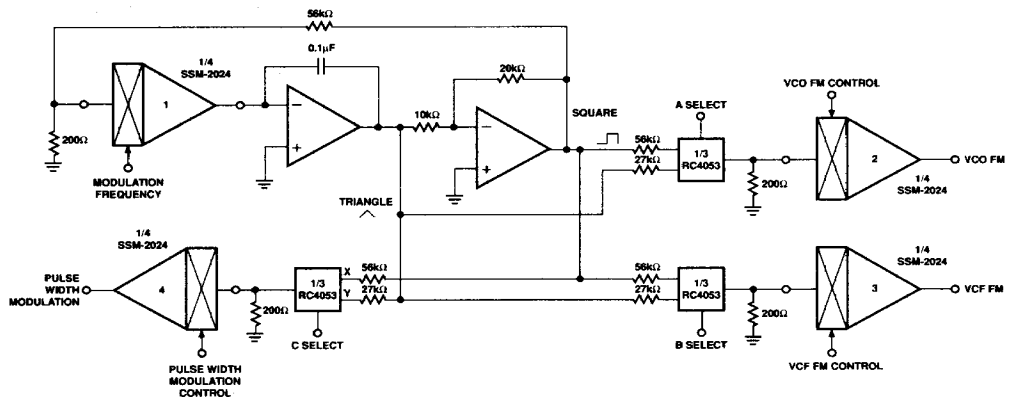 56kΩ
1/4
SSM-2024
0.1µF
20kΩ
1
−
+
10kΩ
−
+
200Ω
MODULATION
FREQUENCY
SQUARE
A SELECT
VCO FM CONTROL
56kΩ
27kΩ
1/3
RC4053
200Ω
2
VCO FM
1/4
SSM-2024
TRIANGLE
1/4
SSM-2024
PULSE
WIDTH
MODULATION
4
200Ω
1/3
RC4053
X
Y
56kΩ
27kΩ
C SELECT
PULSE WIDTH
MODULATION
CONTROL
56kΩ
27kΩ
1/3
RC4053
B SELECT
200Ω
3
1/4
SSM-2024
VCF FM
VCF FM CONTROL